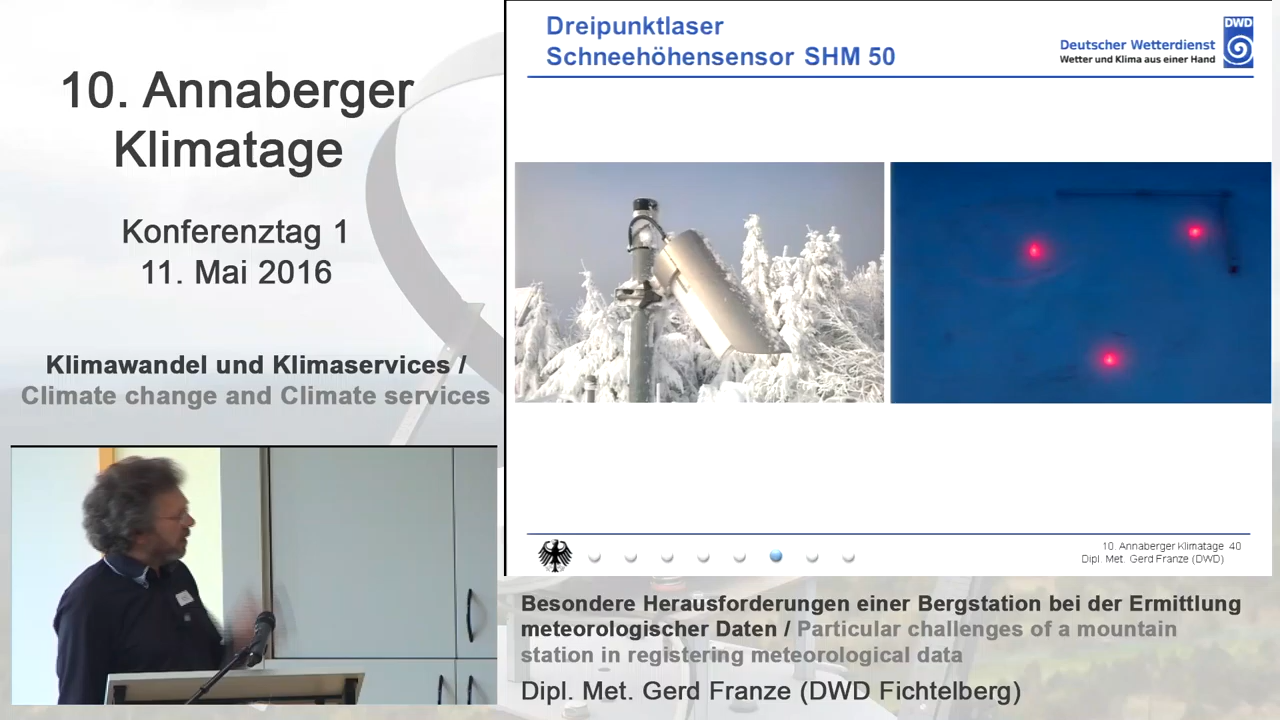 10. Annaberger
Klimatage
Konferenztag 1
11. Mai 2016
Klimawandel und Klimaservices /
Climate change and Climate services
Dreipunktlaser
Schneehöhensensor SHM 50
DWD
Deutscher Wetterdienst
Wetter und Klima aus einer Hand
10. Annaberger Klimatage 40
Dipl. Met. Gerd Franze (DWD)
Besondere Herausforderungen einer Bergstation bei der Ermittlung
meteorologischer Daten / Particular challenges of a mountain
station in registering meteorological data
Dipl. Met. Gerd Franze (DWD Fichtelberg)